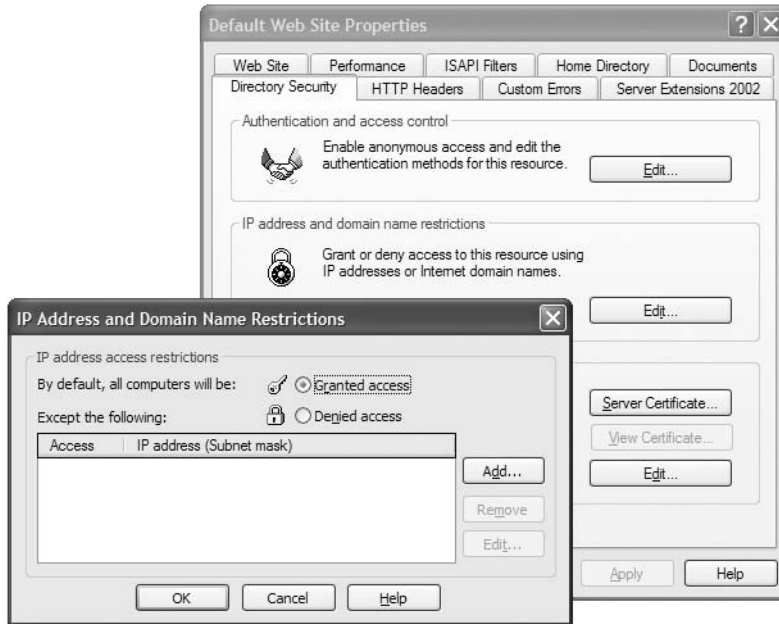 Default Web Site Properties
Web Site Performance ISAPI Filters Home Directory Documents
Directory Security HTTP Headers Custom Errors Server Extensions 2002
Authentication and access control
Enable anonymous access and edit the
authentication methods for this resource.
Edit...
IP address and domain name restrictions
Grant or deny access to this resource using
IP addresses or Internet domain names.
Edit...
Server Certificate...
View Certificate...
Edit...
Apply Help
IP Address and Domain Name Restrictions
IP address access restrictions
By default, all computers will be: Granted access
Except the following: Denied access
Access IP address (Subnet mask)
Add...
Remove
Edit...
OK Cancel Help